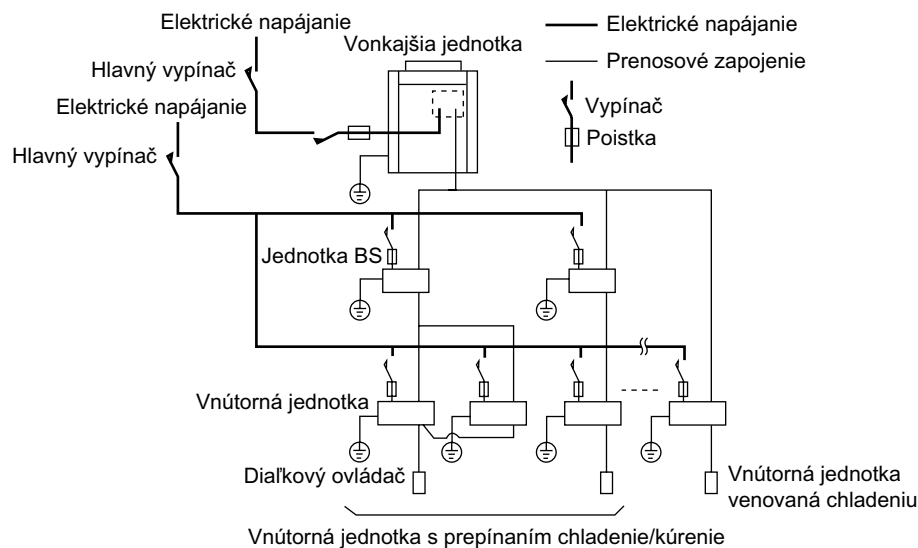 Elektrické napájanie
Vonkajšia jednotka
Hlavný vypínač
Elektrické napájanie
Hlavný vypínač
Elektrické napájanie
Prenosové zapojenie
Vypínač
Poistka
Jednotka BS
Vnútorná jednotka
Diaľkový ovládač
Vnútorná jednotka
venovaná chladeniu
Vnútorná jednotka s prepínaním chladenie/kúrenie